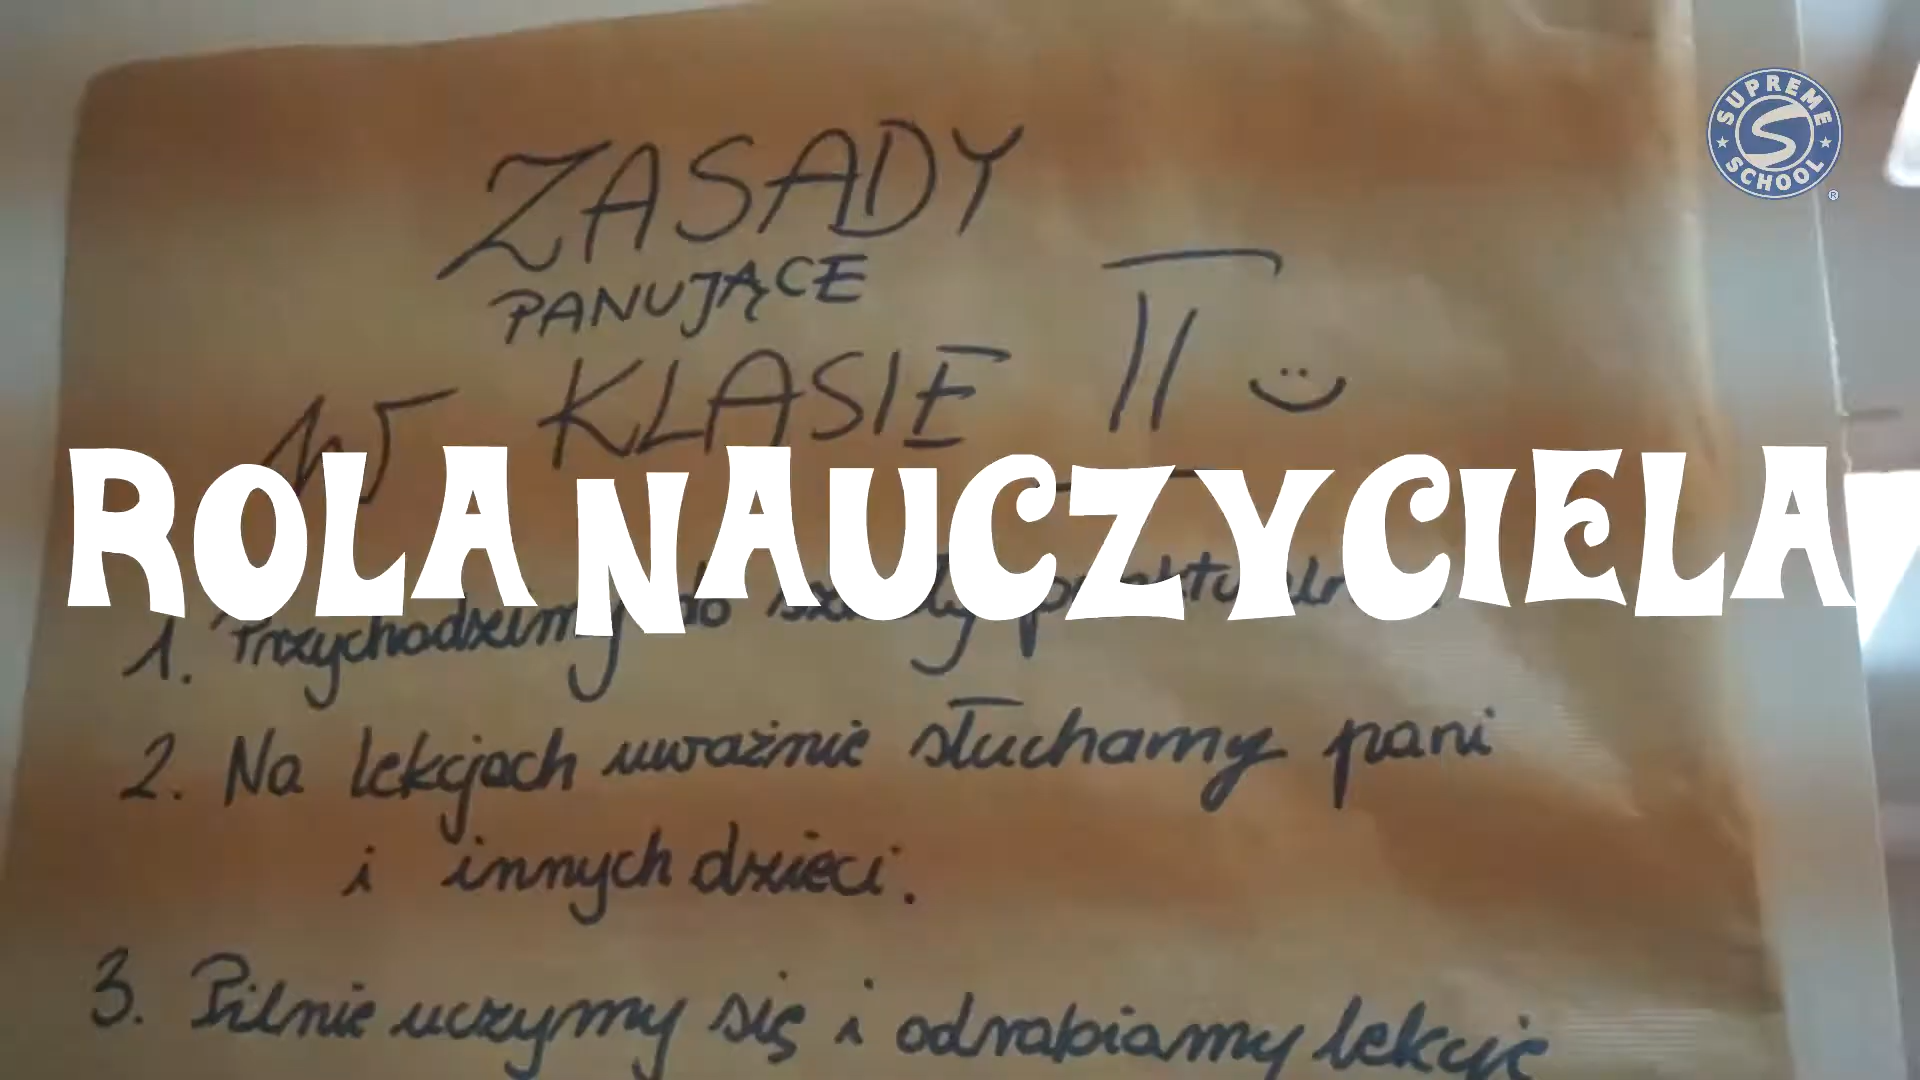 SUPREME
SCHOOL
®
ZASADY
PANUJĄCE
W KLASIE II
ROLA NAUCZYCIELA
1. Przychodzimy do szkoły punktualnie
2. Na lekcjach uważnie słuchamy pani
i innych dzieci.
3. Pilnie uczymy się i odrabiamy lekcje